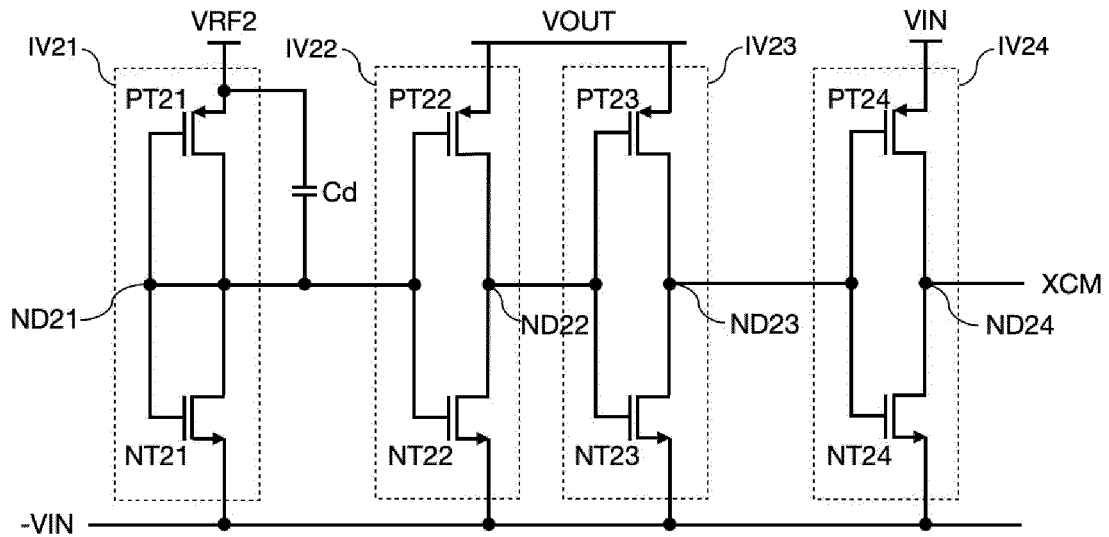 VRF2
VOUT
VIN
IV21
IV22
IV23
IV24
PT21
PT22
PT23
PT24
Cd
ND21
ND22
ND23
ND24
XCM
NT21
NT22
NT23
NT24
-VIN